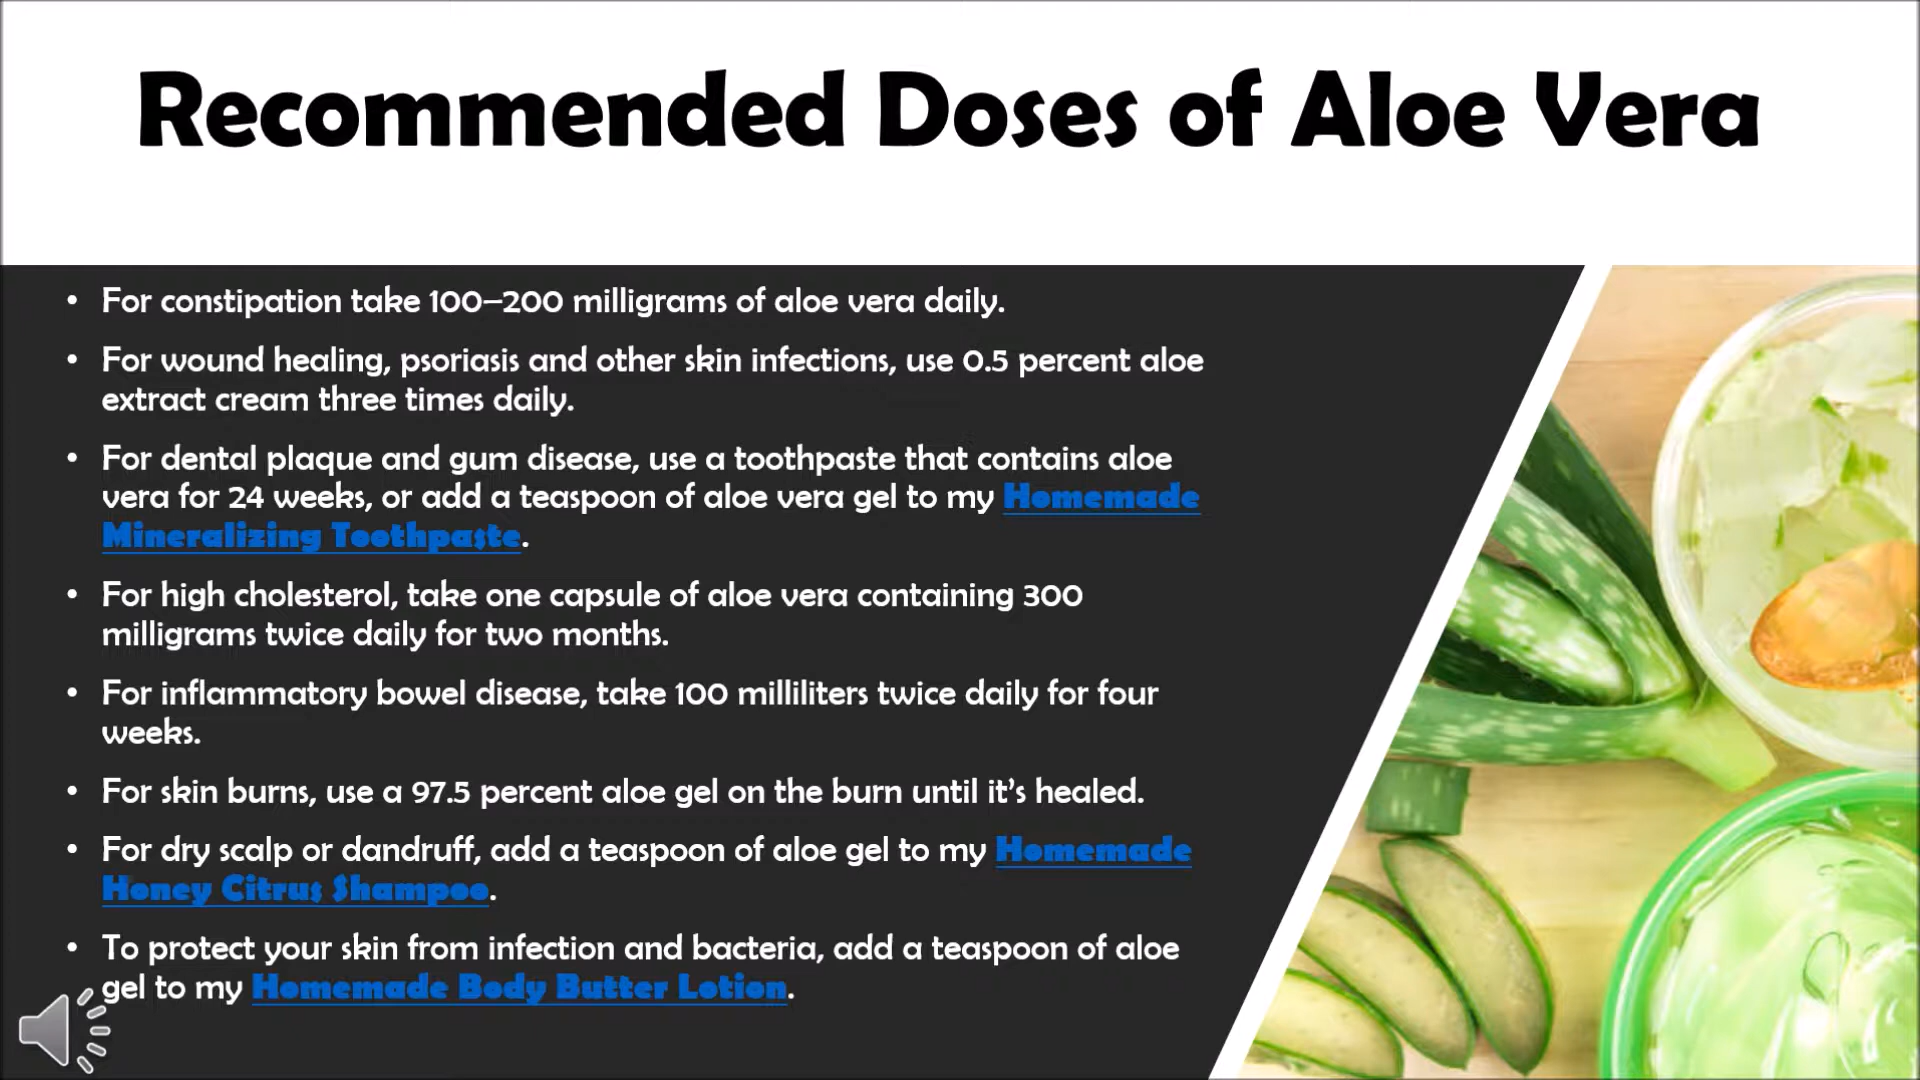 Recommended Doses of Aloe Vera
• For constipation take 100–200 milligrams of aloe vera daily.
• For wound healing, psoriasis and other skin infections, use 0.5 percent aloe
extract cream three times daily.
• For dental plaque and gum disease, use a toothpaste that contains aloe
vera for 24 weeks, or add a teaspoon of aloe vera gel to my Homemade
Mineralizing Toothpaste.
• For high cholesterol, take one capsule of aloe vera containing 300
milligrams twice daily for two months.
• For inflammatory bowel disease, take 100 milliliters twice daily for four
weeks.
• For skin burns, use a 97.5 percent aloe gel on the burn until it’s healed.
• For dry scalp or dandruff, add a teaspoon of aloe gel to my Homemade
Honey Citrus Shampoo.
• To protect your skin from infection and bacteria, add a teaspoon of aloe
gel to my Homemade Body Butter Lotion.